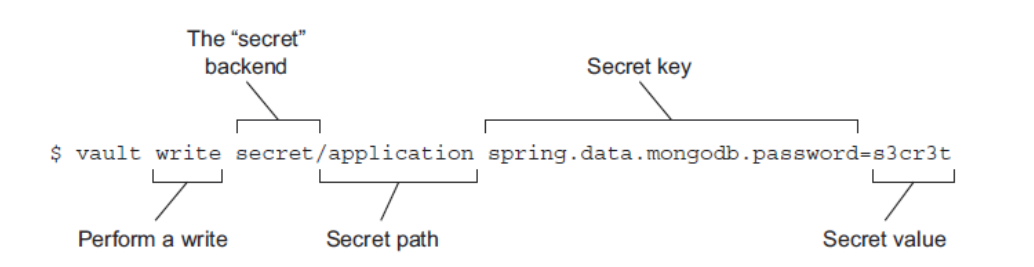 The “secret”
backend
Secret key
$ vault write secret/application spring.data.mongodb.password=s3cr3t
Perform a write
Secret path
Secret value